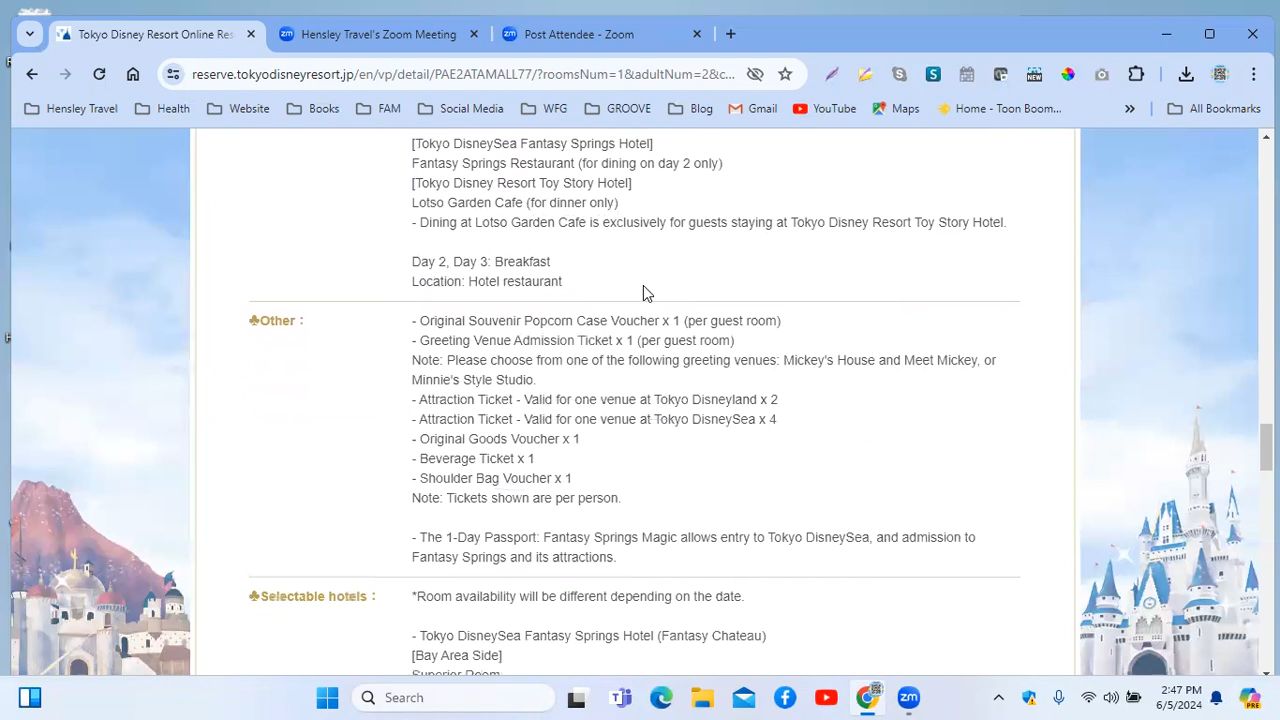 Tokyo Disney Resort Online Res
Hensley Travel's Zoom Meeting
zm
Post Attendee - Zoom
zm
reserve.tokyodisneyresort.jp/en/vp/detail/PAE2ATAMALL77/?roomsNum=1&adultNum=2&c...
Hensley Travel
Health
Website
Books
FAM
Social Media
WFG
GROOVE
Blog
Gmail
YouTube
Maps
Home - Toon Boom...
All Bookmarks
[Tokyo DisneySea Fantasy Springs Hotel]
Fantasy Springs Restaurant (for dining on day 2 only)
[Tokyo Disney Resort Toy Story Hotel]
Lotso Garden Cafe (for dinner only)
- Dining at Lotso Garden Cafe is exclusively for guests staying at Tokyo Disney Resort Toy Story Hotel.
Day 2, Day 3: Breakfast
Location: Hotel restaurant
♣Other：
- Original Souvenir Popcorn Case Voucher x 1 (per guest room)
- Greeting Venue Admission Ticket x 1 (per guest room)
Note: Please choose from one of the following greeting venues: Mickey's House and Meet Mickey, or
Minnie's Style Studio.
- Attraction Ticket - Valid for one venue at Tokyo Disneyland x 2
- Attraction Ticket - Valid for one venue at Tokyo DisneySea x 4
- Original Goods Voucher x 1
- Beverage Ticket x 1
- Shoulder Bag Voucher x 1
Note: Tickets shown are per person.
- The 1-Day Passport: Fantasy Springs Magic allows entry to Tokyo DisneySea, and admission to
Fantasy Springs and its attractions.
♣Selectable hotels：
*Room availability will be different depending on the date.
- Tokyo DisneySea Fantasy Springs Hotel (Fantasy Chateau)
[Bay Area Side]
Superior Room
Search
zm
2:47 PM
6/5/2024
PRE